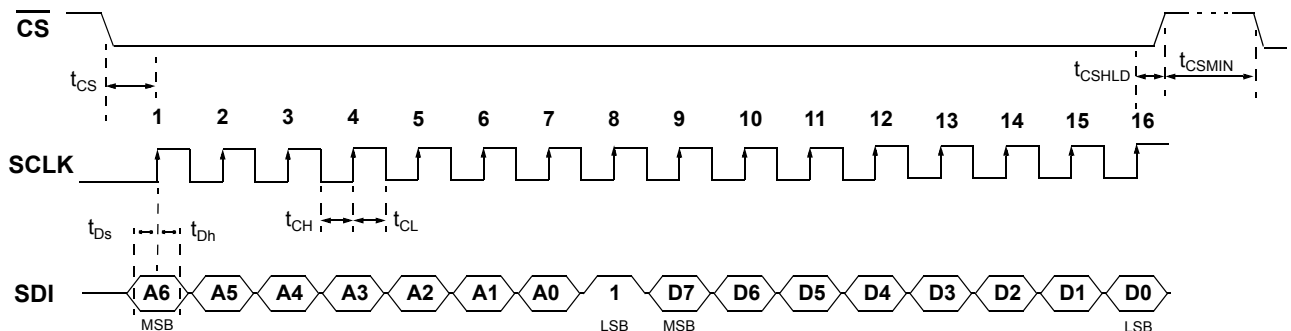 CS
tCS
tCSHLD
tCSMIN
1 2 3 4 5 6 7 8 9 10 11 12 13 14 15 16
SCLK
tDs
tDh
tCH
tCL
SDI
A6 A5 A4 A3 A2 A1 A0 1 D7 D6 D5 D4 D3 D2 D1 D0
MSB LSB MSB LSB